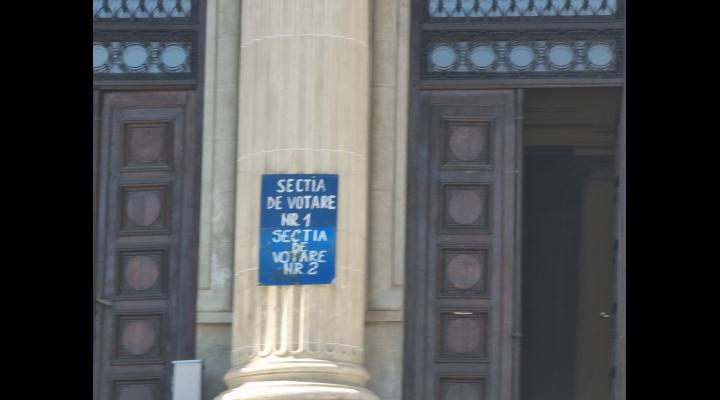 SECTIA
DE VOTARE
NR 1
SECTIA
DE
VOTARE
NR. 2